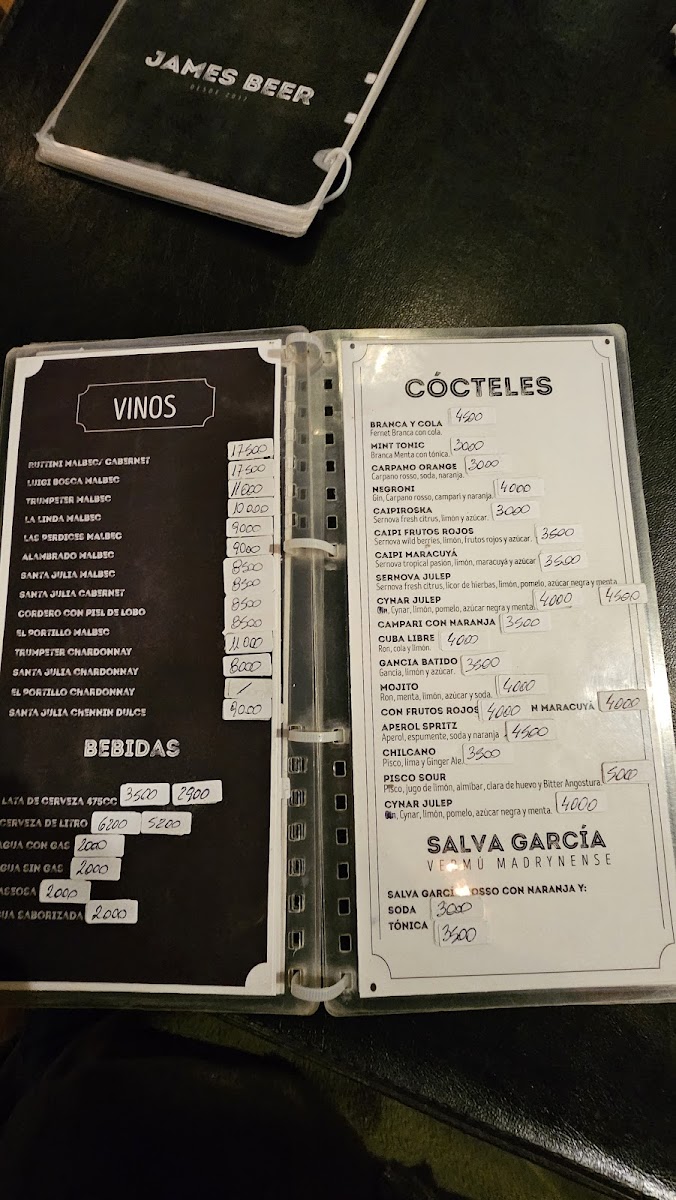 JAMES BEER
DESDE 2017
VINOS
RUTTINI MALBEC/ CABERNET 17500
LUIGI BOSCA MALBEC 17500
TRUMPETER MALBEC 11000
LA LINDA MALBEC 10000
LAS PERDICES MALBEC 9000
ALAMBRADO MALBEC 9000
SANTA JULIA MALBEC 8500
SANTA JULIA CABERNET 8500
CORDERO CON PIEL DE LOBO 8500
EL PORTILLO MALBEC 8500
TRUMPETER CHARDONNAY 11000
SANTA JULIA CHARDONNAY 8000
EL PORTILLO CHARDONNAY /
SANTA JULIA CHENNIN DULCE 9000
BEBIDAS
LATA DE CERVEZA 475CC 3500 2900
CERVEZA DE LITRO 6200 5200
AGUA CON GAS 2000
GUA SIN GAS 2000
ASEOSA 2000
UA SABORIZADA 2000
CÓCTELES
BRANCA Y COLA 4500
Fernet Branca con cola.
MINT TONIC 3000
Branca Menta con tónica.
CARPANO ORANGE 3000
Carpano rosso, soda, naranja.
NEGRONI 4000
Gin, Carpano rosso, campari y naranja.
CAIPIROSKA 3000
Sernova fresh citrus, limón y azúcar.
CAIPI FRUTOS ROJOS 3500
Sernova wild berries, limón, frutos rojos y azúcar.
CAIPI MARACUYÁ 3500
Sernova tropical pasion, limón, maracuyá y azúcar
SERNOVA JULEP
Sernova fresh citrus, licor de hierbas, limón, pomelo, azúcar negra y menta
CYNAR JULEP 4000 4500
Cynar, limón, pomelo, azúcar negra y menta.
CAMPARI CON NARANJA 3500
CUBA LIBRE 4000
Ron, cola y limón.
GANCIA BATIDO 3500
Gancia, limón y azúcar.
MOJITO 4000
Ron, menta, limón, azúcar y soda.
CON FRUTOS ROJOS 4000 N MARACUYÁ 4000
APEROL SPRITZ 4500
Aperol, espumente, soda y naranja
CHILCANO 3500
Pisco, lima y Ginger Ale
PISCO SOUR 5000
Pisco, jugo de limón, almibar, clara de huevo y Bitter Angostura.
CYNAR JULEP 4000
Cynar, limón, pomelo, azúcar negra y menta.
SALVA GARCÍA
VERMÚ MADRYNENSE
SALVA GARCÍA ROSSO CON NARANJA Y:
SODA 3000
TÓNICA 3500